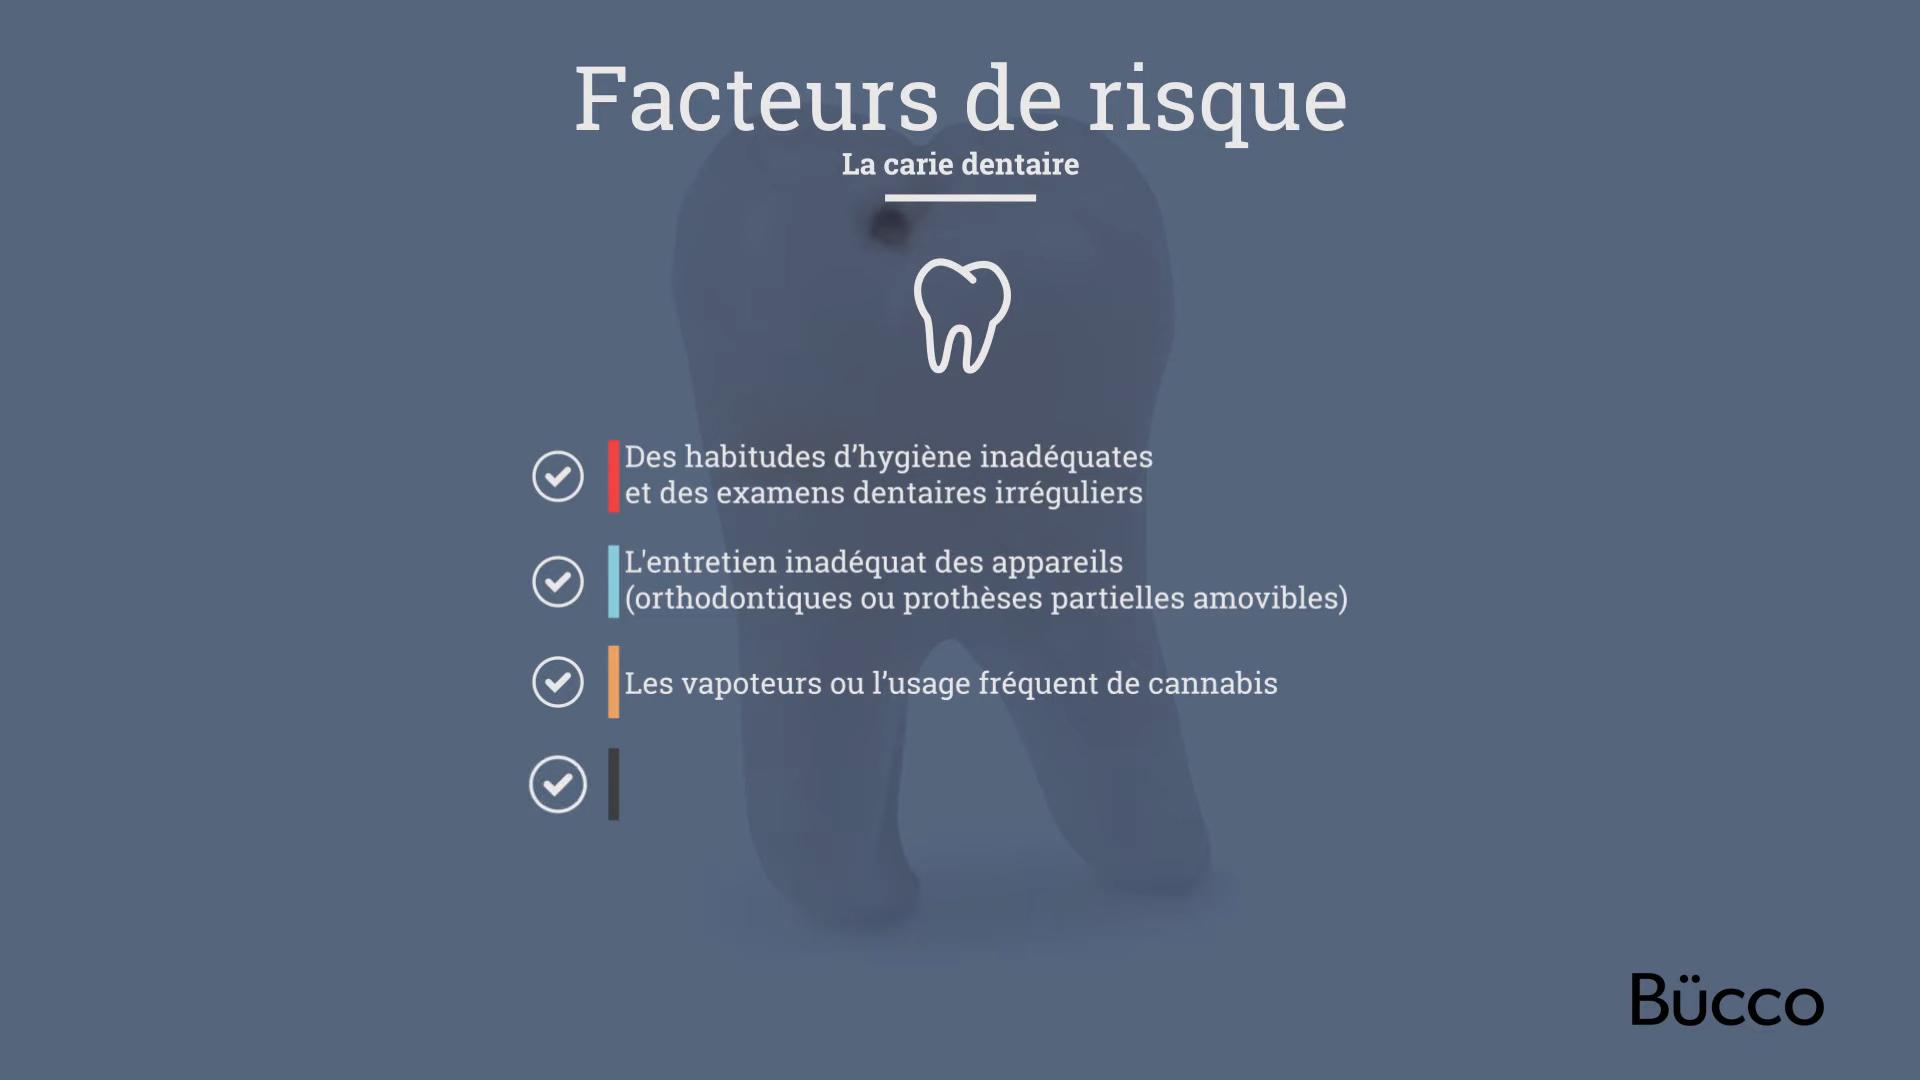 Facteurs de risque
La carie dentaire
Des habitudes d’hygiène inadéquates
et des examens dentaires irréguliers
L'entretien inadéquat des appareils
(orthodontiques ou prothèses partielles amovibles)
Les vapoteurs ou l’usage fréquent de cannabis
Bücco